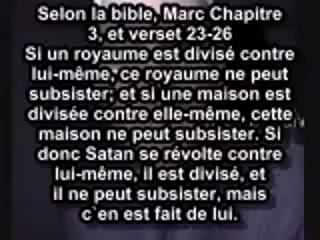 Selon la bible, Marc Chapitre
3, et verset 23-26
Si un royaume est divisé contre
lui-même, ce royaume ne peut
subsister; et si une maison est
divisée contre elle-même, cette
maison ne peut subsister. Si
donc Satan se révolte contre
lui-même, il est divisé, et
il ne peut subsister, mais
c`en est fait de lui.